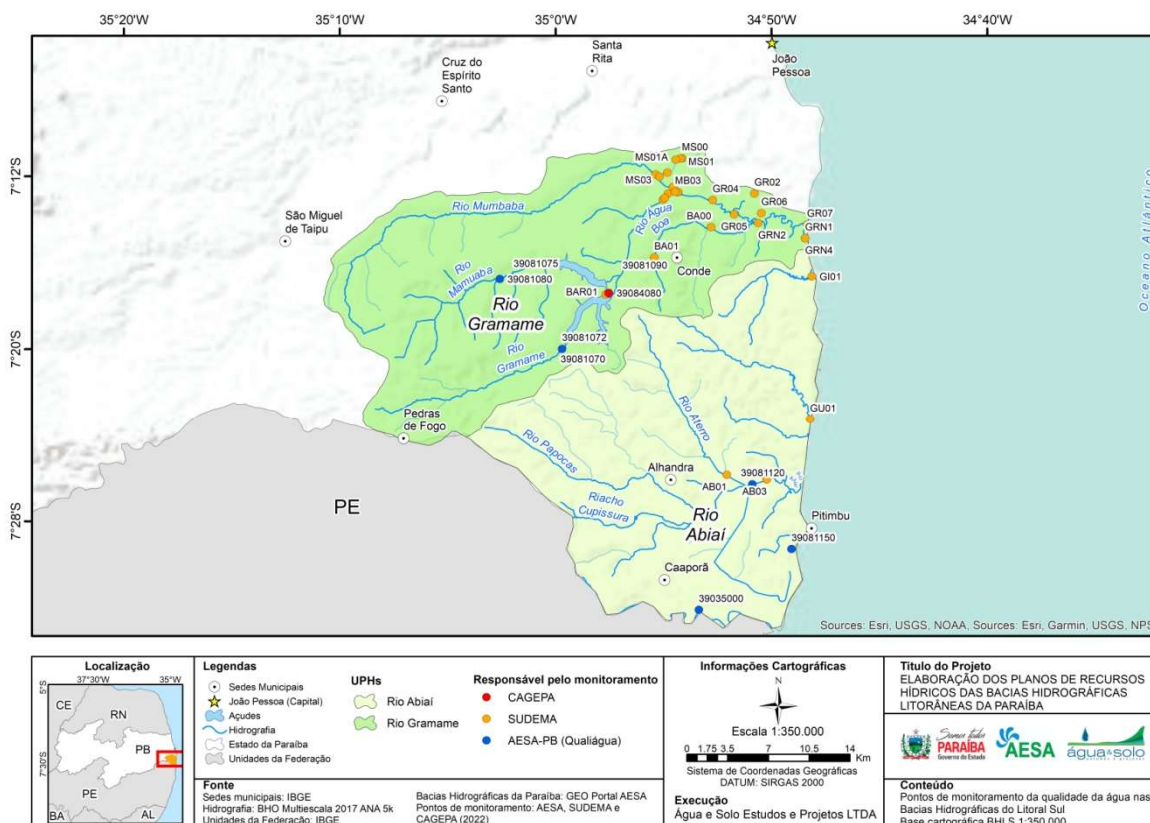 35°20'W
35°10'W
35°00'W
34°50'W
34°40'W
7°12'S
7°20'S
7°28'S
Santa
Rita
Cruz do
Espírito
Santo
João
Pessoa
São Miguel
de Taipu
Pedras
de Fogo
Conde
Alhandra
Caaporã
Pitimbu
PE
Oceano Atlântico
Rio Mumbaba
Rio Água
Boa
Rio
Mamuaba
Rio
Gramame
Rio
Gramame
Rio Aterro
Rio Papocas
Riacho
Cupissura
Rio
Abiaí
MS00
MS01A
MS01
MS03
MB03
GR04
GR02
GR06
GR07
BA00
GR05
GRN2
GRN1
GRN4
BA01
GI01
39081075
39081080
39081090
BAR01
39084080
39081072
39081070
GU01
39081120
AB01
AB03
39081150
39035000
Sources: Esri, USGS, NOAA, Sources: Esri, Garmin, USGS, NPS
Localização
37°30'W
35°W
5°S
7°30'S
CE
RN
PB
PE
BA
AL
Legendas
Sedes Municipais
João Pessoa (Capital)
Açudes
Hidrografia
Estado da Paraíba
Unidades da Federação
UPHs
Rio Abiaí
Rio Gramame
Responsável pelo monitoramento
CAGEPA
SUDEMA
AESA-PB (Qualiágua)
Fonte
Sedes municipais: IBGE
Hidrografia: BHO Multiescala 2017 ANA 5k
Unidades da Federação: IBGE
Bacias Hidrográficas da Paraíba: GEO Portal AESA
Pontos de monitoramento: AESA, SUDEMA e
CAGEPA (2022)
Informações Cartográficas
N
Escala 1:350.000
0 1,75 3,5 7 10,5 14
Km
Sistema de Coordenadas Geográficas
DATUM: SIRGAS 2000
Execução
Água e Solo Estudos e Projetos LTDA
Titulo do Projeto
ELABORAÇÃO DOS PLANOS DE RECURSOS
HÍDRICOS DAS BACIAS HIDROGRÁFICAS
LITORÂNEAS DA PARAÍBA
Somos todos
PARAÍBA
Governo do Estado
AESA
água&solo
Conteúdo
Pontos de monitoramento da qualidade da água nas
Bacias Hidrográficas do Litoral Sul
Base cartográfica BHLS 1:350.000